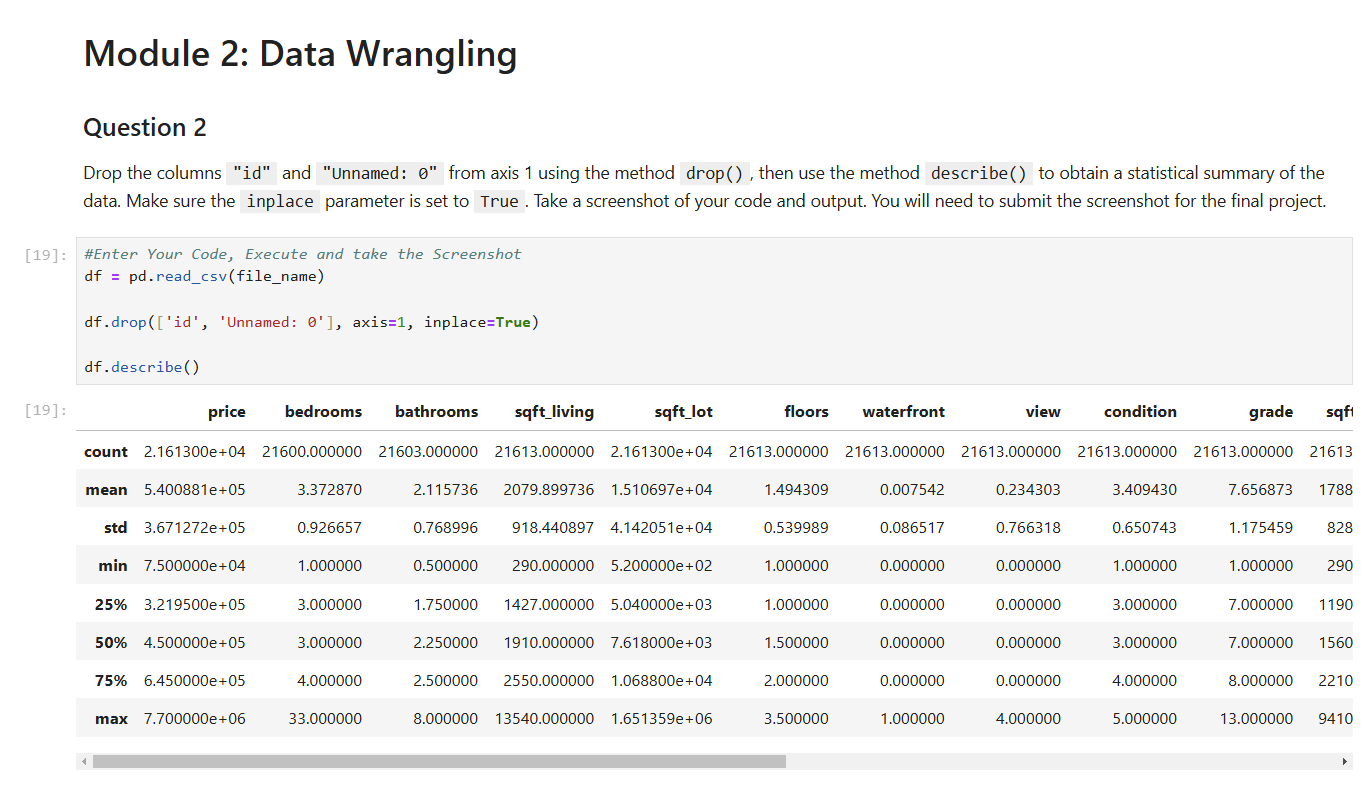 Module 2: Data Wrangling
Question 2
Drop the columns "id" and "Unnamed: 0" from axis 1 using the method drop(), then use the method describe() to obtain a statistical summary of the
data. Make sure the inplace parameter is set to True. Take a screenshot of your code and output. You will need to submit the screenshot for the final project.
[19]: #Enter Your Code, Execute and take the Screenshot
df = pd.read_csv(file_name)
df.drop(['id', 'Unnamed: 0'], axis=1, inplace=True)
df.describe()
[19]: price bedrooms bathrooms sqft_living sqft_lot floors waterfront view condition grade sqft
count 2.161300e+04 21600.000000 21603.000000 21613.000000 2.161300e+04 21613.000000 21613.000000 21613.000000 21613.000000 21613.000000 21613
mean 5.400881e+05 3.372870 2.115736 2079.899736 1.510697e+04 1.494309 0.007542 0.234303 3.409430 7.656873 1788
std 3.671272e+05 0.926657 0.768996 918.440897 4.142051e+04 0.539989 0.086517 0.766318 0.650743 1.175459 828
min 7.500000e+04 1.000000 0.500000 290.000000 5.200000e+02 1.000000 0.000000 0.000000 1.000000 1.000000 290
25% 3.219500e+05 3.000000 1.750000 1427.000000 5.040000e+03 1.000000 0.000000 0.000000 3.000000 7.000000 1190
50% 4.500000e+05 3.000000 2.250000 1910.000000 7.618000e+03 1.500000 0.000000 0.000000 3.000000 7.000000 1560
75% 6.450000e+05 4.000000 2.500000 2550.000000 1.068800e+04 2.000000 0.000000 0.000000 4.000000 8.000000 2210
max 7.700000e+06 33.000000 8.000000 13540.000000 1.651359e+06 3.500000 1.000000 4.000000 5.000000 13.000000 9410